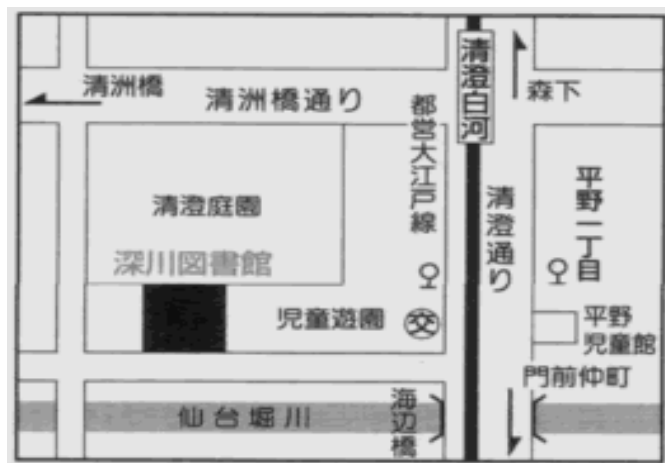 清洲橋
清洲橋通り
清澄白河
森下
都営大江戸線
清澄庭園
深川図書館
清澄通り
平野一丁目
児童遊園
交
平野
児童館
門前仲町
仙台堀川
海辺橋